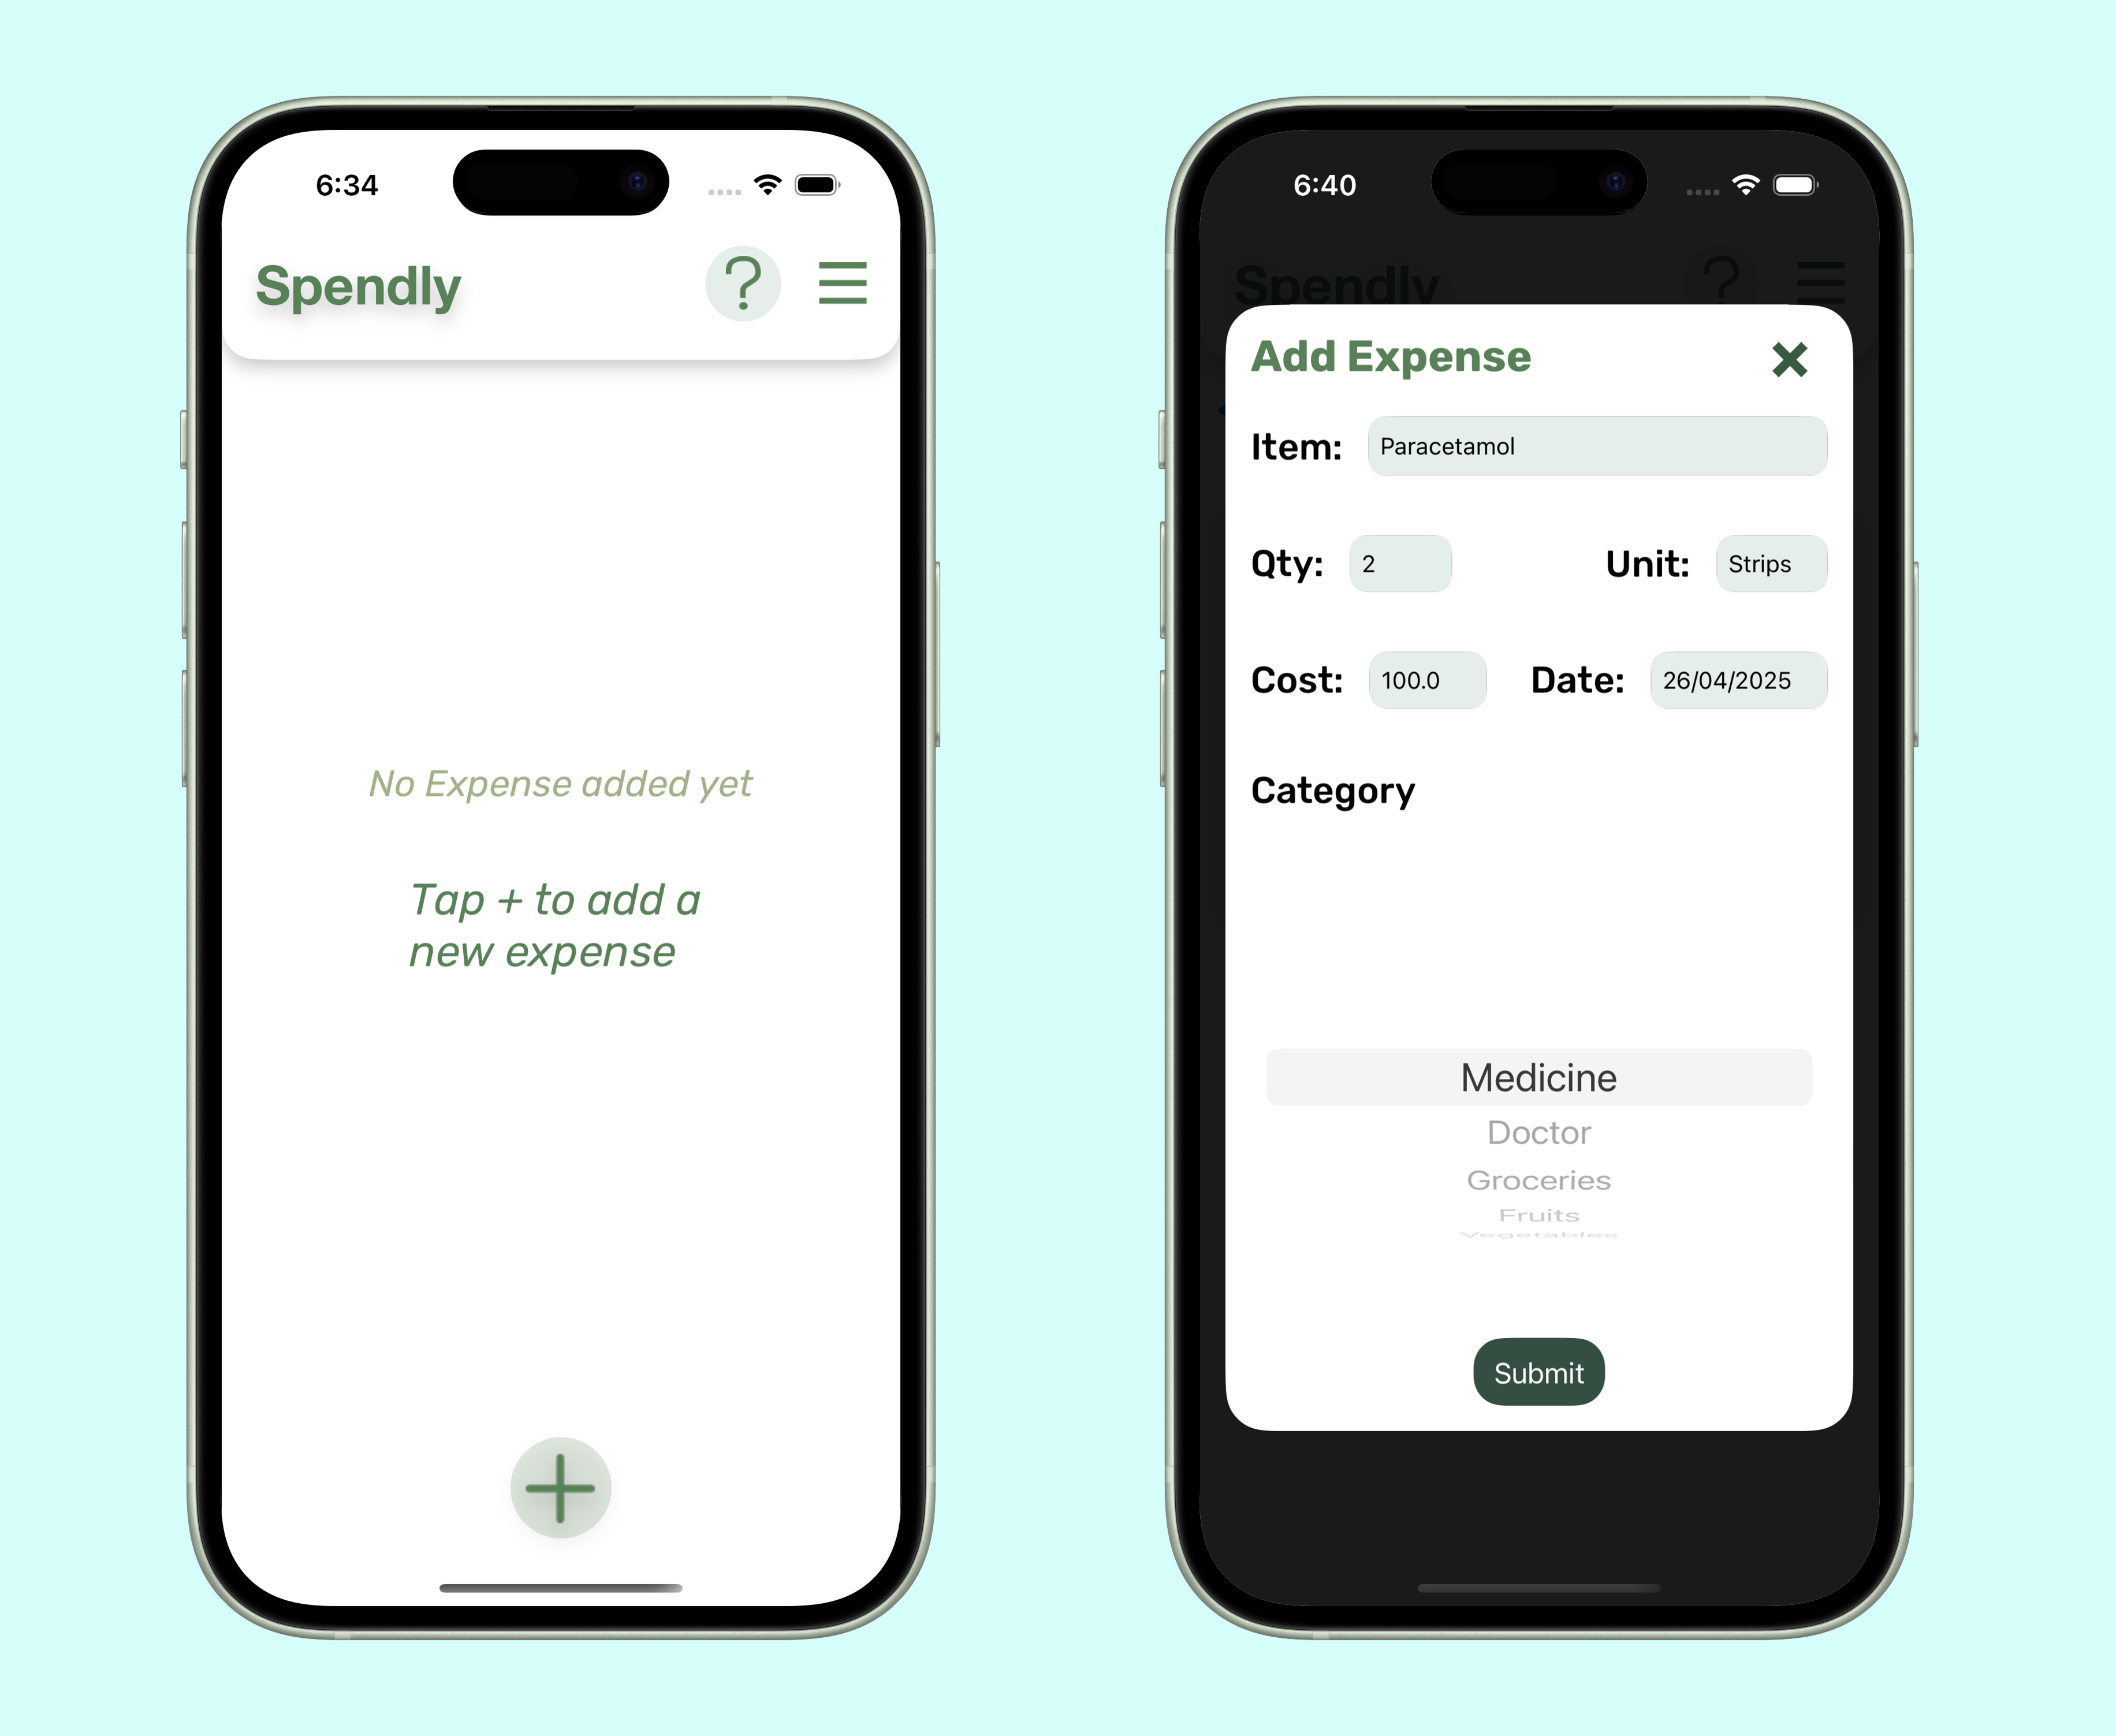 6:34
Spendly
?
No Expense added yet
Tap + to add a
new expense
6:40
Spendly
?
Add Expense
Item: Paracetamol
Qty: 2 Unit: Strips
Cost: 100.0 Date: 26/04/2025
Category
Medicine
Doctor
Groceries
Fruits
Vegetables
Submit